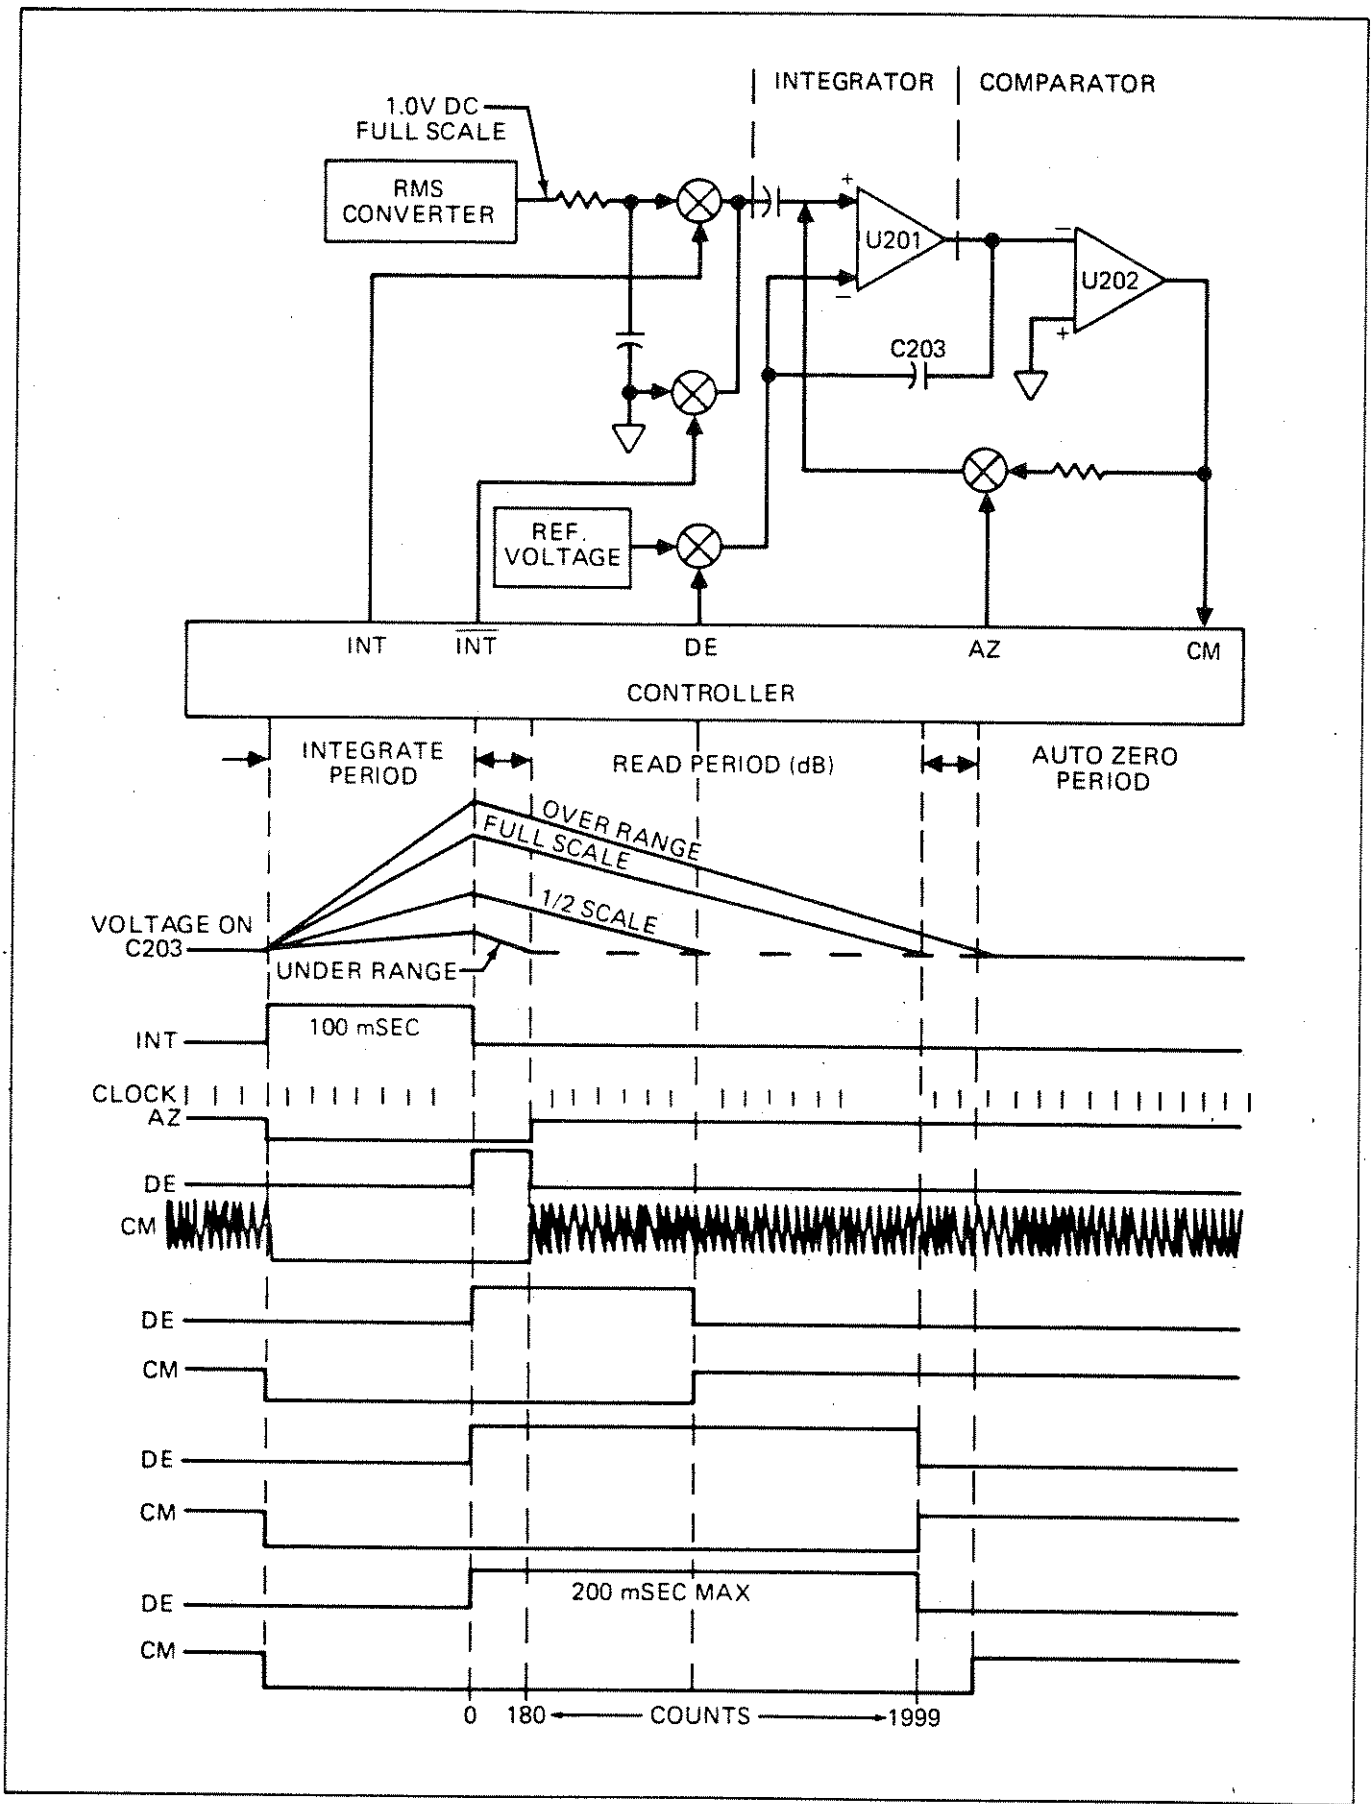 INTEGRATOR
COMPARATOR
1.0V DC
FULL SCALE
RMS
CONVERTER
+
−
U201
−
+
U202
C203
REF.
VOLTAGE
INT
INT
DE
AZ
CM
CONTROLLER
INTEGRATE
PERIOD
READ PERIOD (dB)
AUTO ZERO
PERIOD
OVER RANGE
FULL SCALE
1/2 SCALE
VOLTAGE ON
C203
UNDER RANGE
INT
100 mSEC
CLOCK
AZ
DE
CM
DE
CM
DE
CM
DE
200 mSEC MAX
CM
0 180 COUNTS 1999